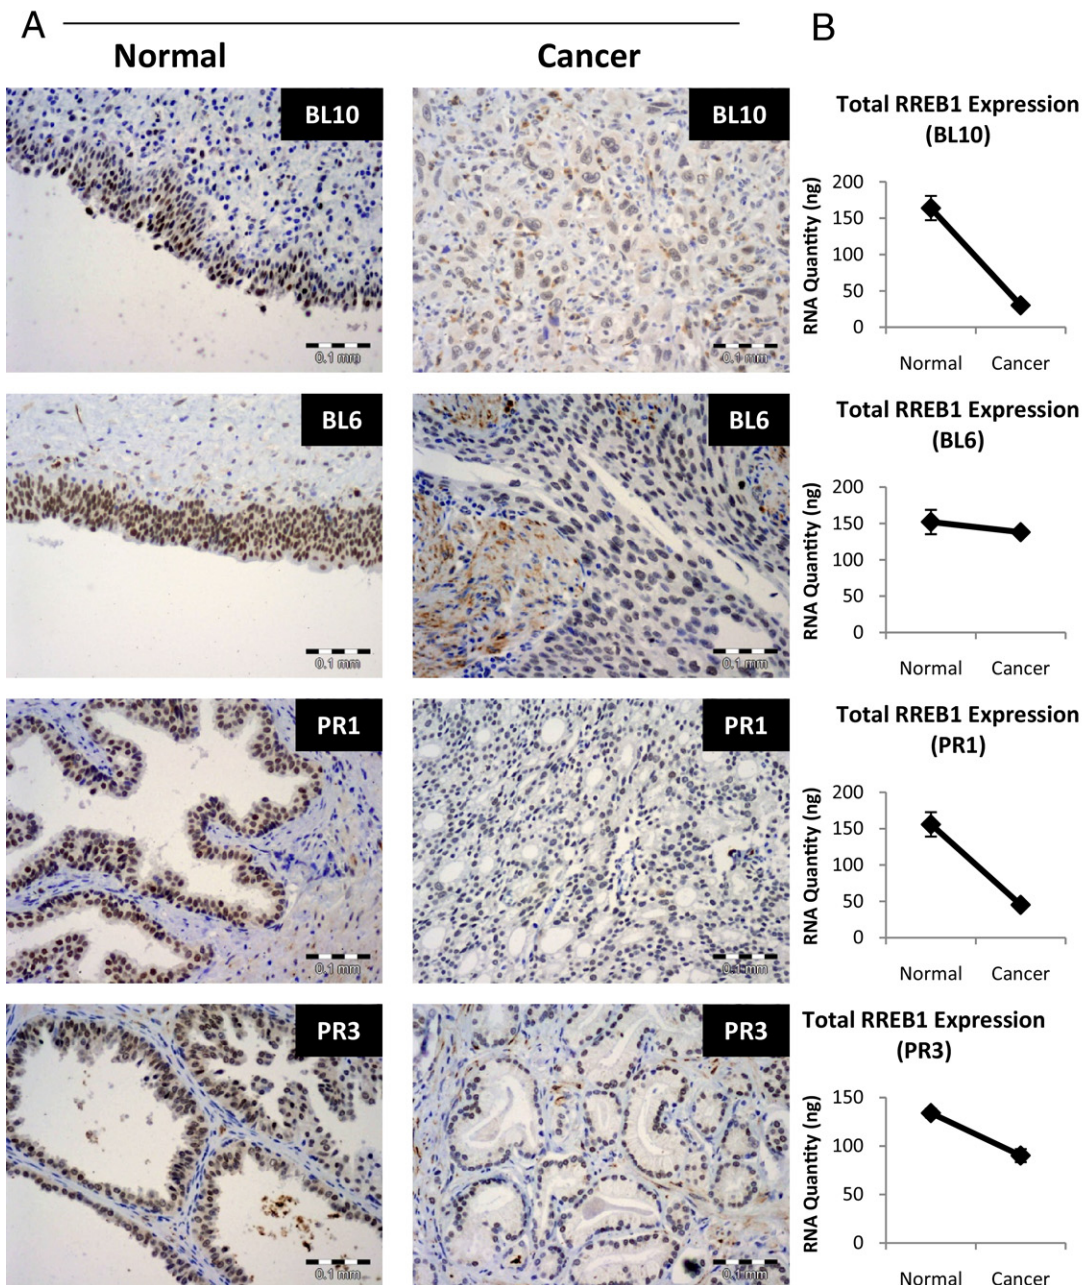 A
Normal
Cancer
BL10
0.1 mm
BL10
0.1 mm
BL6
0.1 mm
BL6
0.1 mm
PR1
0.1 mm
PR1
0.1 mm
PR3
0.1 mm
PR3
0.1 mm
B
Total RREB1 Expression
(BL10)
RNA Quantity (ng)
200
150
100
50
0
Normal Cancer
Total RREB1 Expression
(BL6)
RNA Quantity (ng)
200
150
100
50
0
Normal Cancer
Total RREB1 Expression
(PR1)
RNA Quantity (ng)
200
150
100
50
0
Normal Cancer
Total RREB1 Expression
(PR3)
RNA Quantity (ng)
150
100
50
0
Normal Cancer